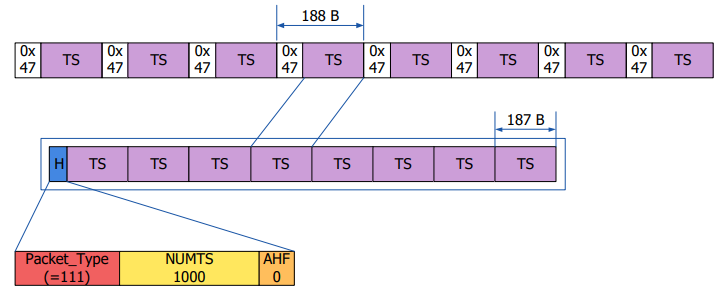 188 B
0x 47 TS 0x 47 TS 0x 47 TS 0x 47 TS 0x 47 TS 0x 47 TS 0x 47 TS 0x 47 TS
187 B
H TS TS TS TS TS TS TS TS
Packet_Type NUMTS AHF
(=111) 1000 0